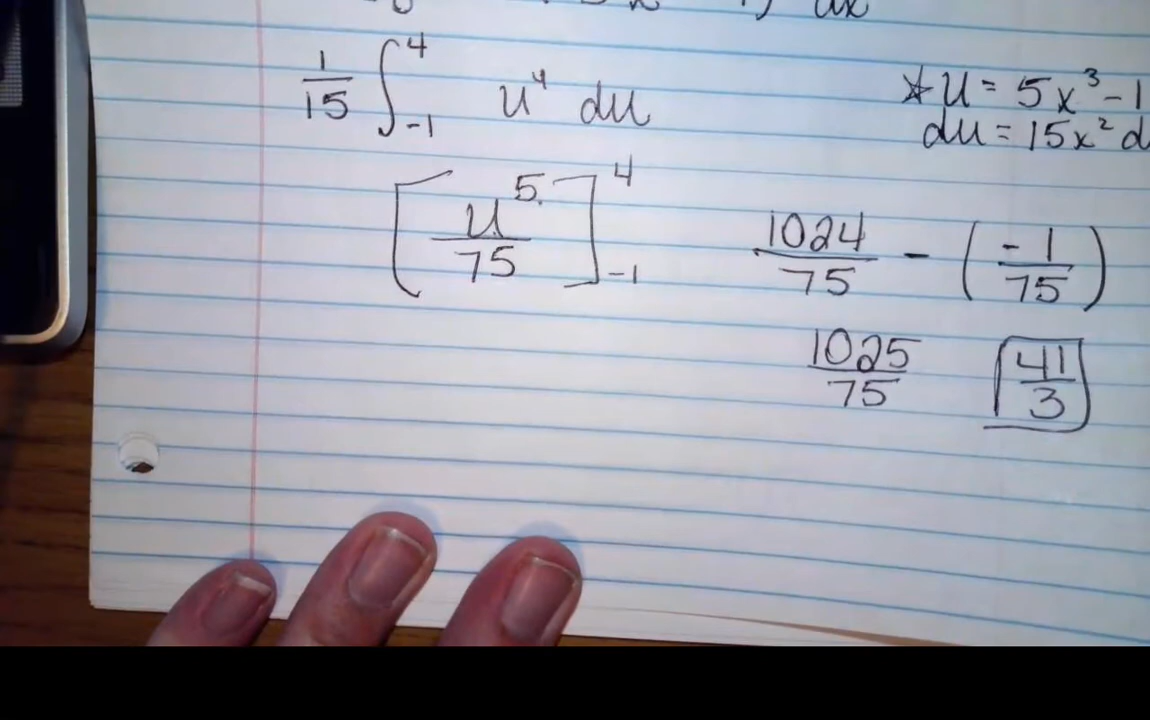 dx
1/15 ∫_{-1}^{4} u^4 du
* u = 5x^3 - 1
du = 15x^2 d
[u^5/75]_{-1}^{4}
1024/75 - (-1/75)
1025/75 41/3